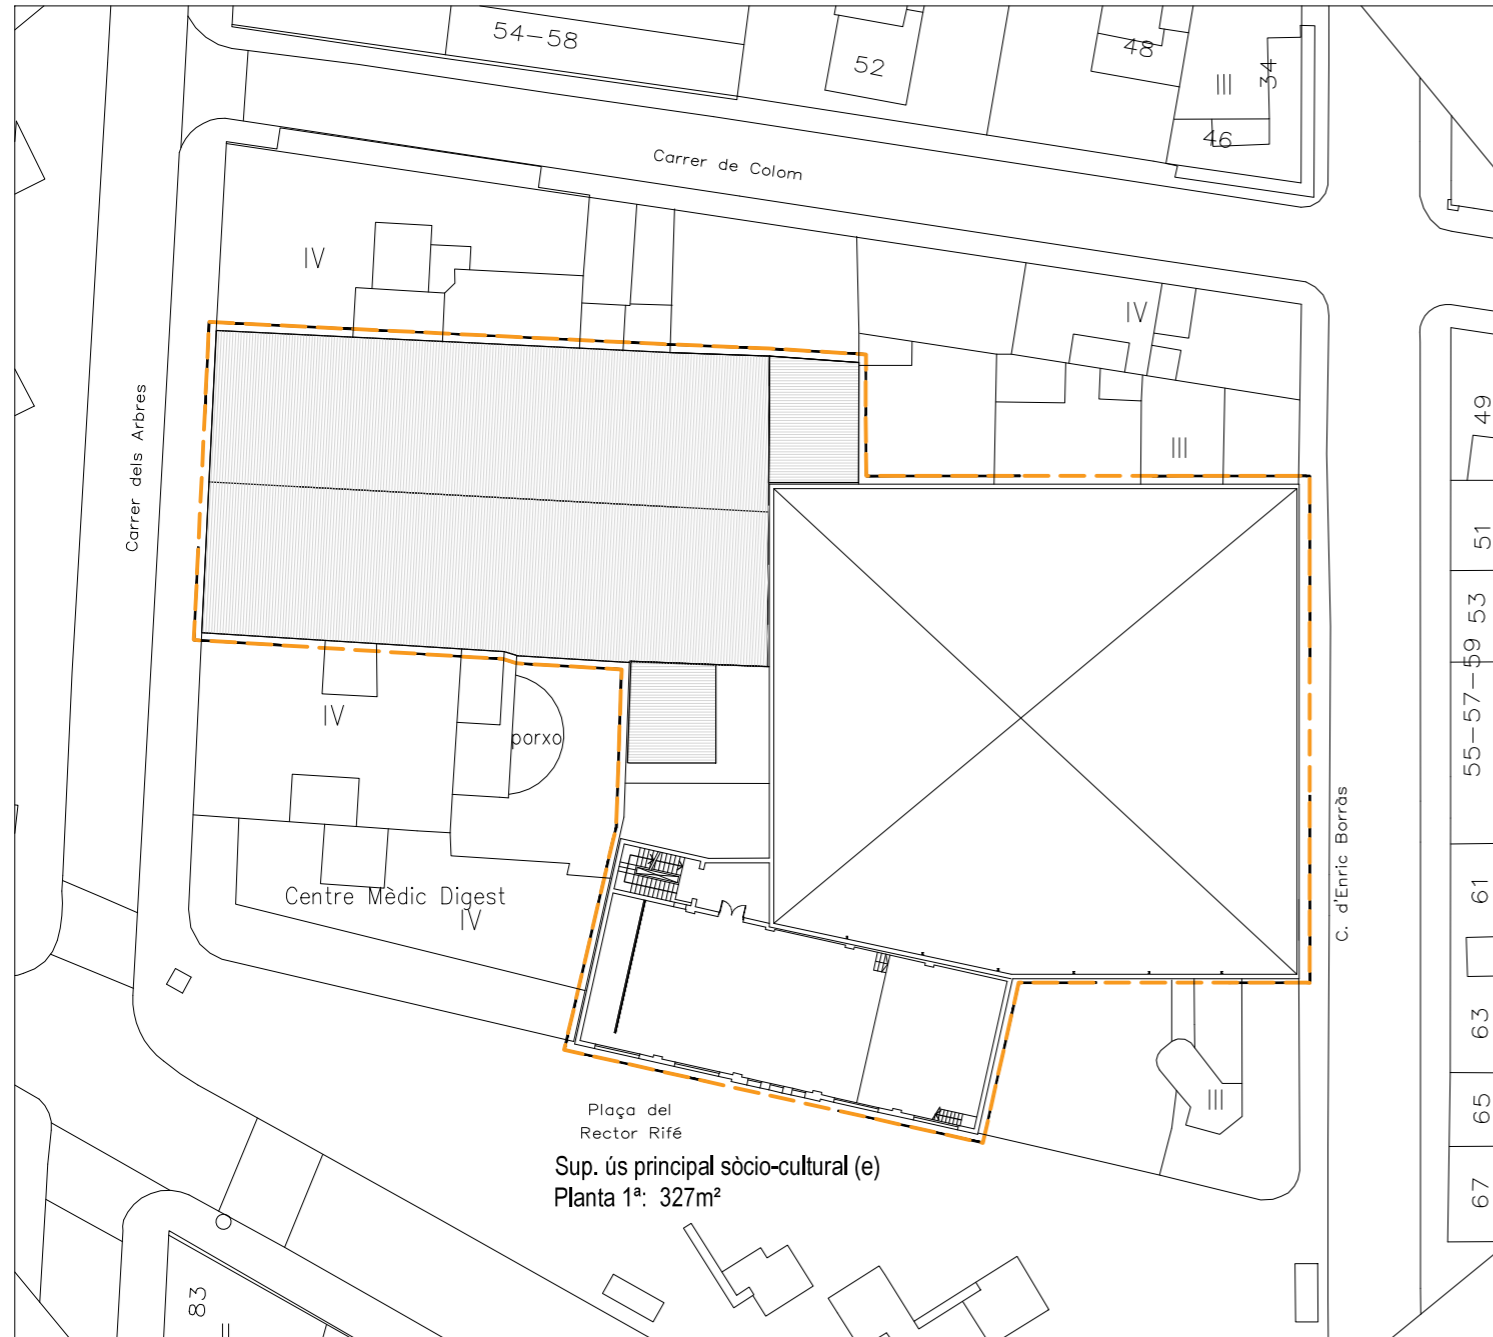 54-58
52
48
III
34
46
Carrer de Colom
IV
IV
III
Carrer dels Arbres
49
51
53
55-57-59
IV
porxo
C. d'Enric Borràs
Centre Mèdic Digest
IV
61
63
65
67
III
Plaça del
Rector Rifé
Sup. ús principal sòcio-cultural (e)
Planta 1ª: 327m²
83
II